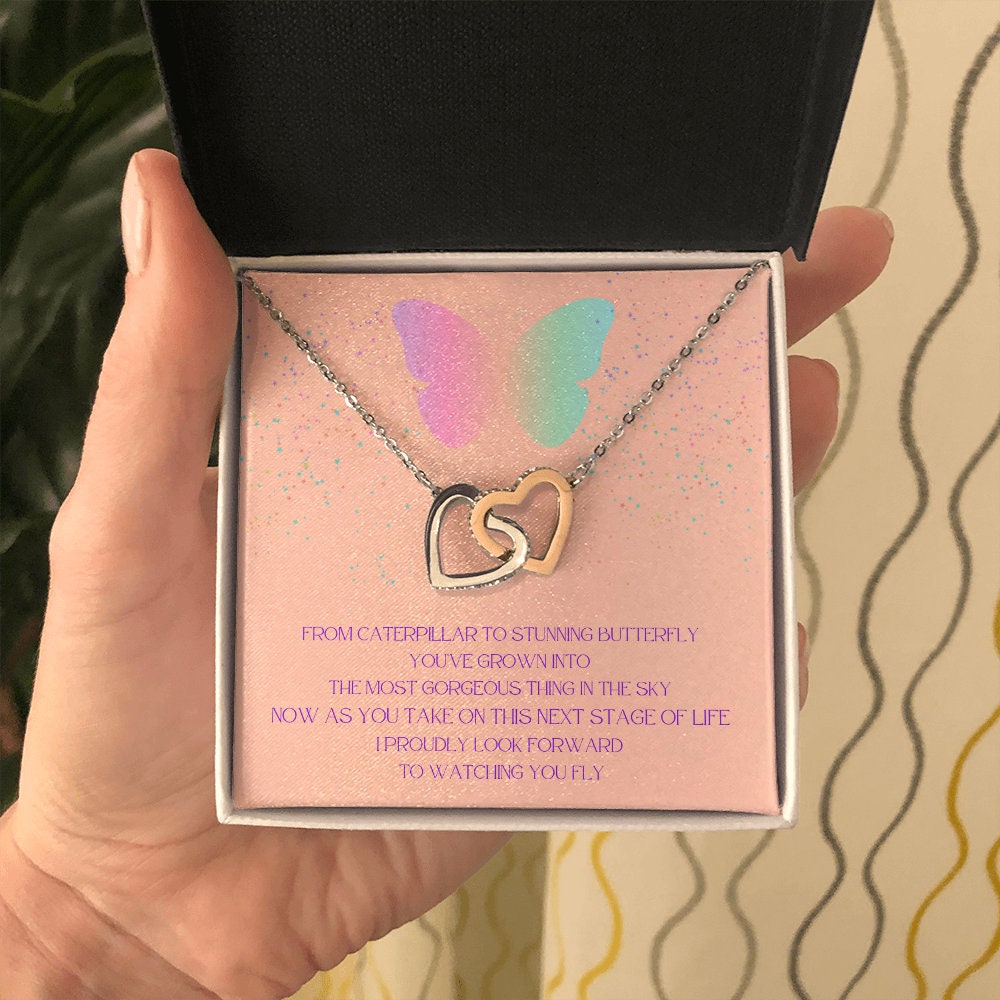 FROM CATERPILLAR TO STUNNING BUTTERFLY
YOU'VE GROWN INTO
THE MOST GORGEOUS THING IN THE SKY
NOW AS YOU TAKE ON THIS NEXT STAGE OF LIFE
I PROUDLY LOOK FORWARD
TO WATCHING YOU FLY